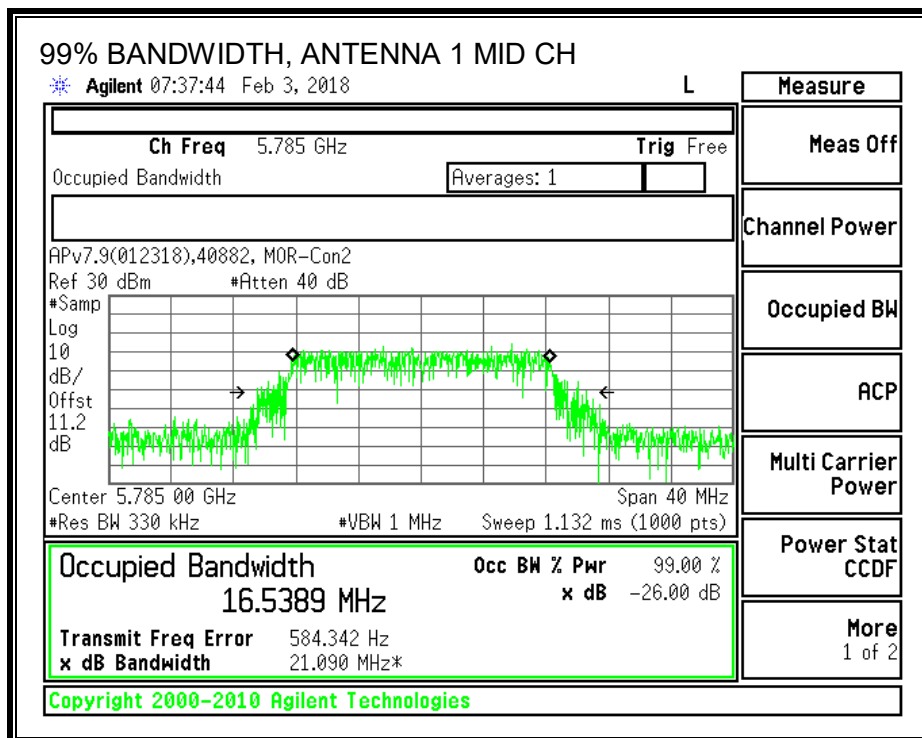 99% BANDWIDTH, ANTENNA 1 MID CH
Agilent 07:37:44 Feb 3, 2018 L
Ch Freq 5.785 GHz Trig Free
Occupied Bandwidth Averages: 1
APv7.9(012318),40882, MOR-Con2
Ref 30 dBm #Atten 40 dB
#Samp
Log
10
dB/
Offst
11.2
dB
Center 5.785 00 GHz Span 40 MHz
#Res BW 330 kHz #VBW 1 MHz Sweep 1.132 ms (1000 pts)
Occupied Bandwidth Occ BW % Pwr 99.00 %
16.5389 MHz x dB -26.00 dB
Transmit Freq Error 584.342 Hz
x dB Bandwidth 21.090 MHz*
Copyright 2000-2010 Agilent Technologies
Measure
Meas Off
Channel Power
Occupied BW
ACP
Multi Carrier
Power
Power Stat
CCDF
More
1 of 2